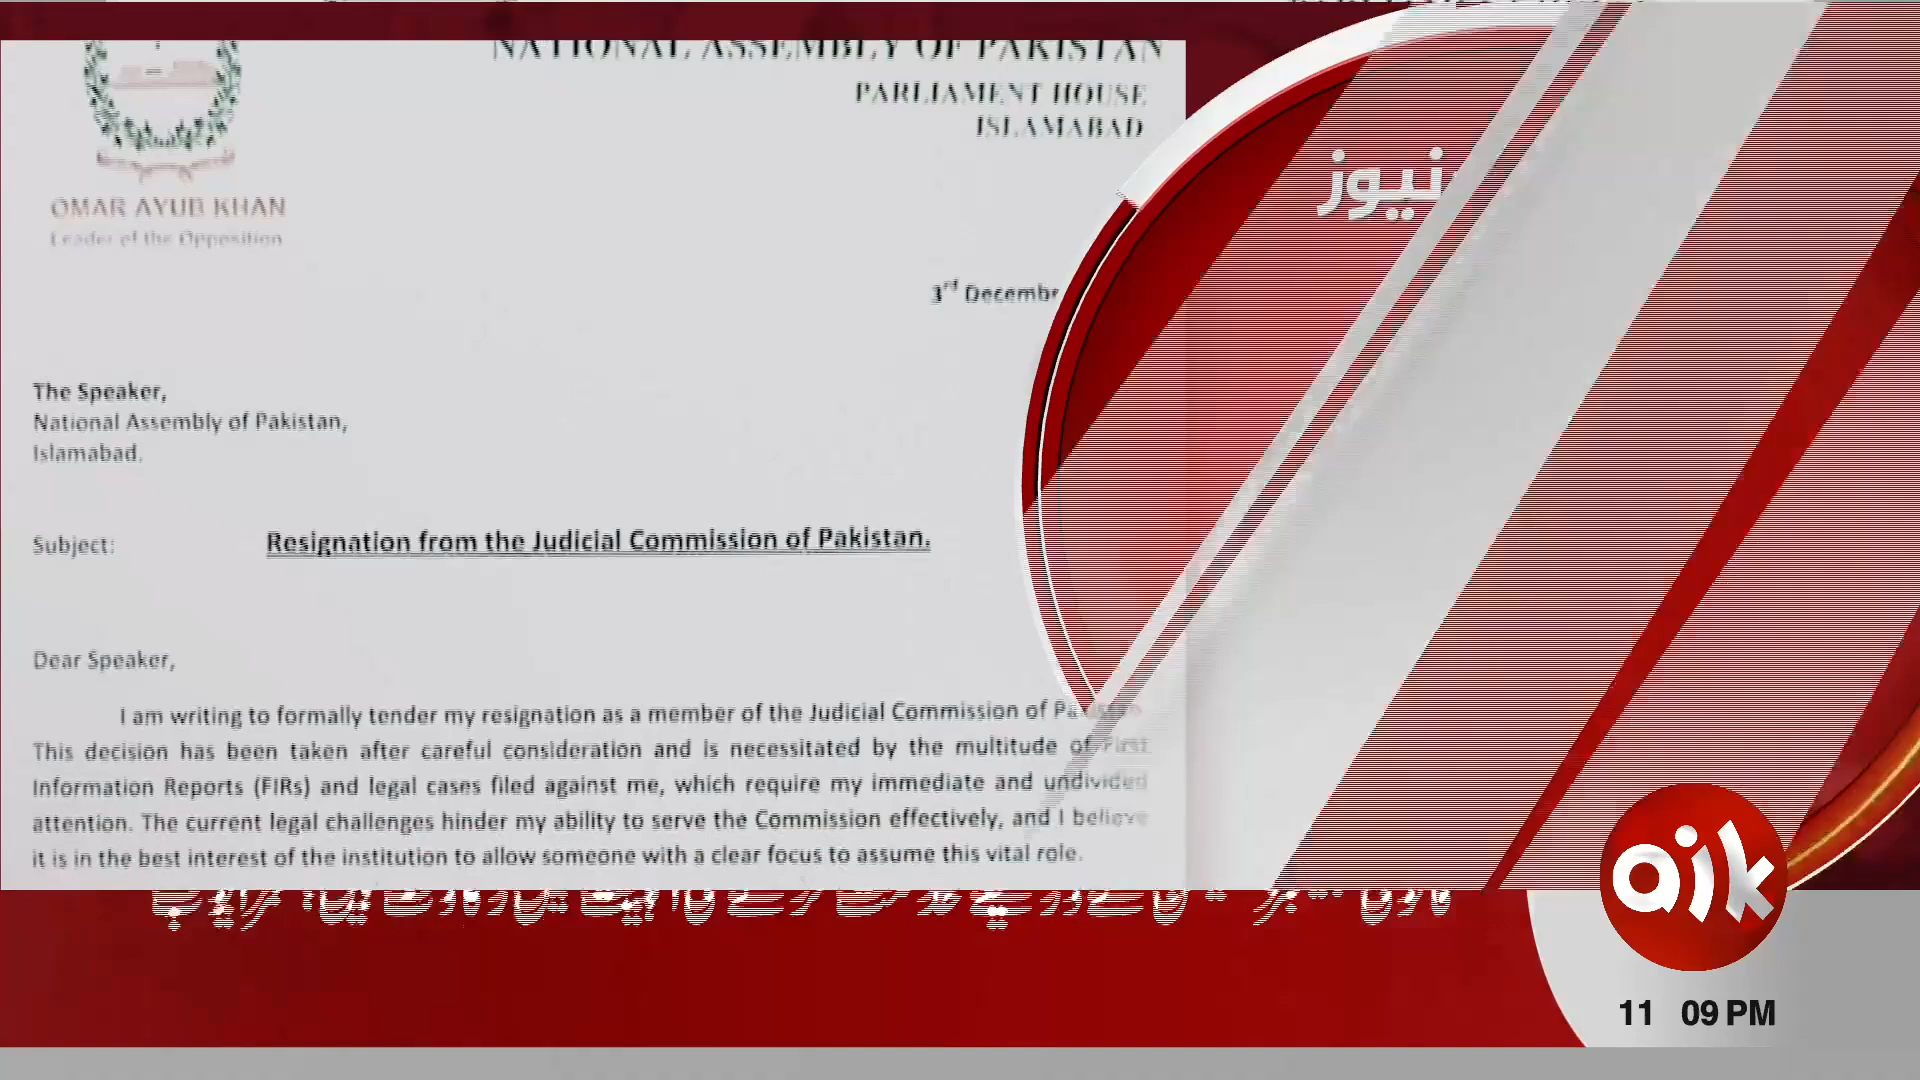 NATIONAL ASSEMBLY OF PAKISTAN
PARLIAMENT HOUSE
ISLAMABAD
OMAR AYUB KHAN
Leader of the Opposition
3rd
The Speaker,
National Assembly of Pakistan,
Islamabad.
Subject: Resignation from the Judicial Commission of Pakistan.
Dear Speaker,
I am writing to formally tender my resignation as a member of the Judicial Commission of Pakistan.
This decision has been taken after careful consideration and is necessitated by the multitude of First
Information Reports (FIRs) and legal cases filed against me, which require my immediate and undivided
attention. The current legal challenges hinder my ability to serve the Commission effectively, and I believe
it is in the best interest of the institution to allow someone with a clear focus to assume this vital role.
نیوز
aik
11 09 PM